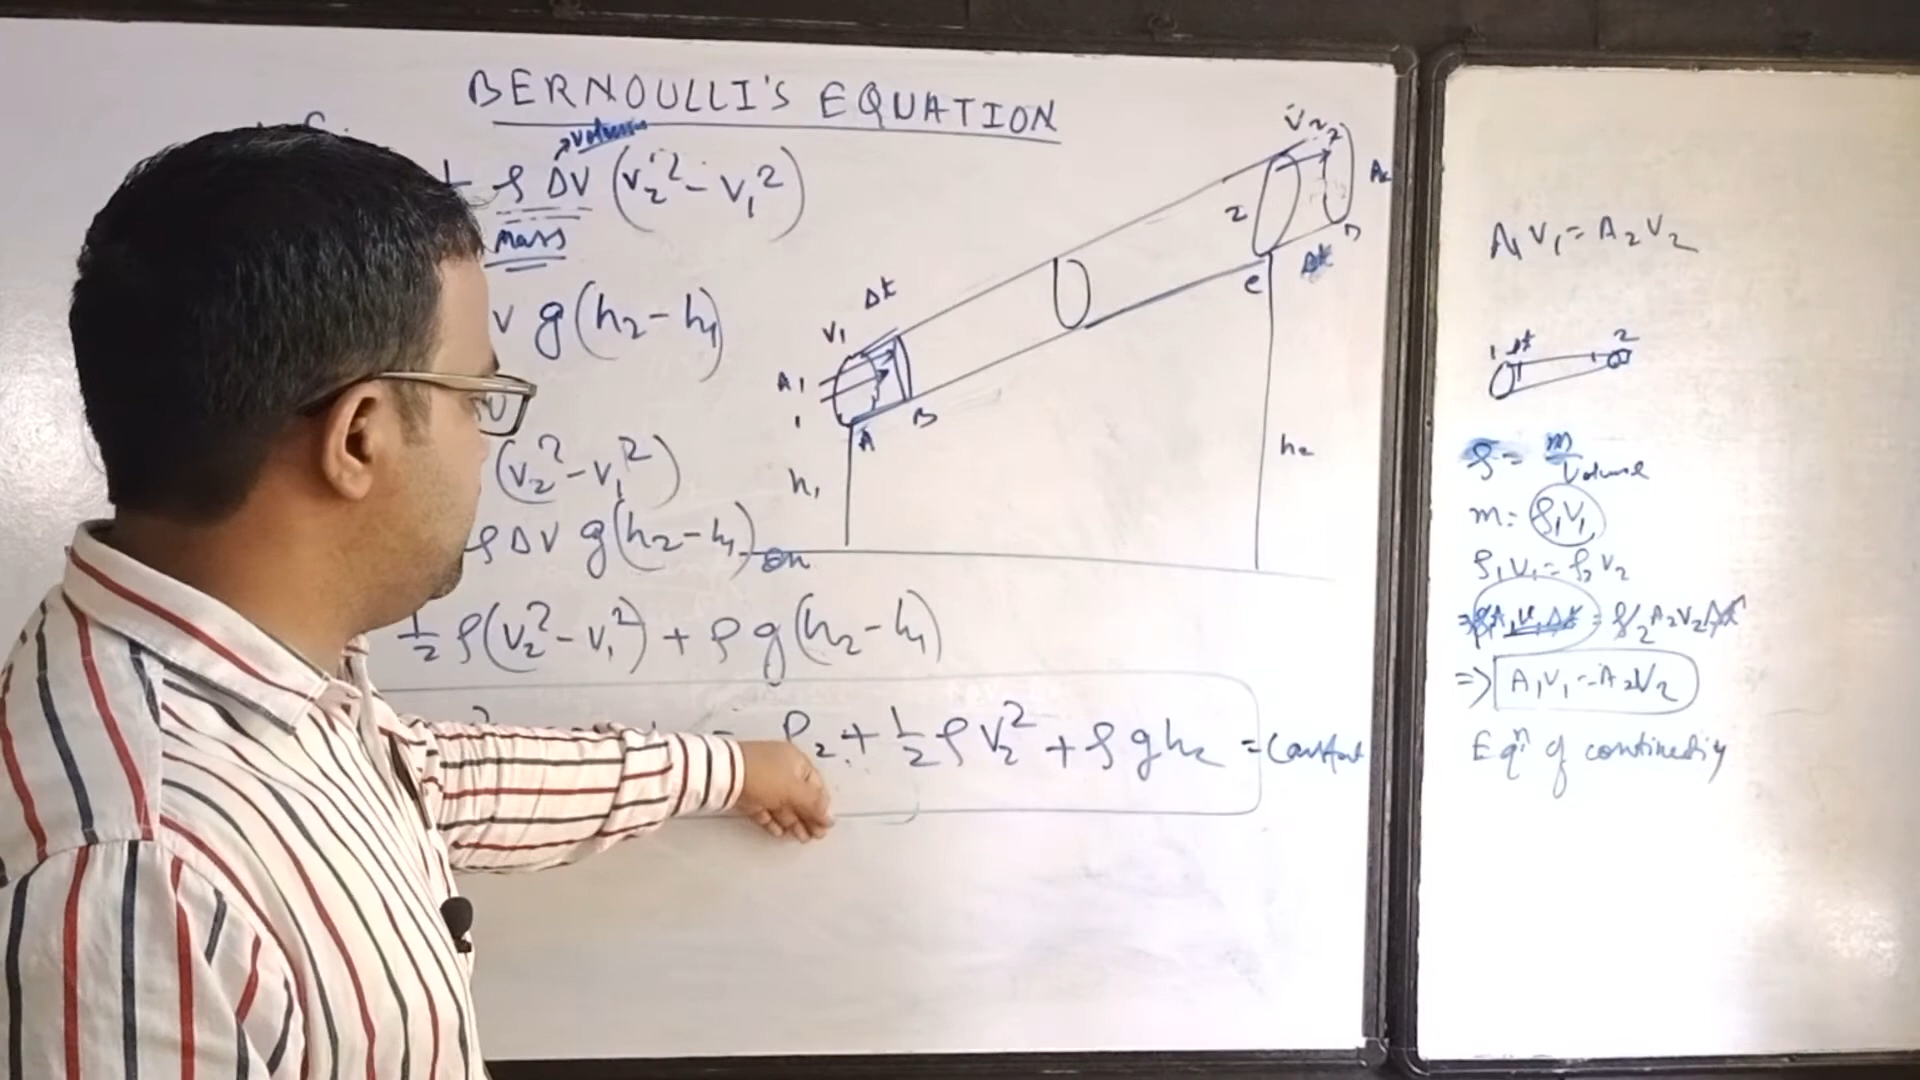 BERNOULLI'S EQUATION
volume
ρ ΔV (v₂² - v₁²)
mass
v g(h₂ - h₁)
(v₂² - v₁²)
ρ ΔV g(h₂ - h₁)
½ ρ(v₂² - v₁²) + ρ g(h₂ - h₁)
= P₂ + ½ ρ V₂² + ρ g h₂ = constant
V₂
A₂
2
D
Δt
C
Δt
V₁
A₁
1
A
B
h₁
h₂
A₁V₁ = A₂V₂
1 Δt 2
ρ = m/Volume
m = ρ₁V₁
ρ₁V₁ = ρ₂V₂
⇒ ρ₁A₁V₁Δt = ρ₂A₂V₂Δt
⇒ A₁V₁ = A₂V₂
Eqⁿ of continuity